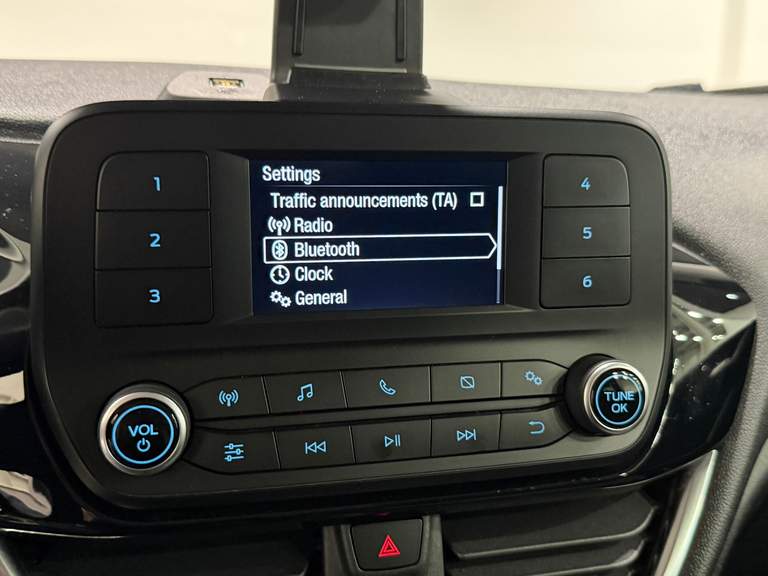 Settings
Traffic announcements (TA)
Radio
Bluetooth
Clock
General
1
2
3
4
5
6
VOL
TUNE
OK